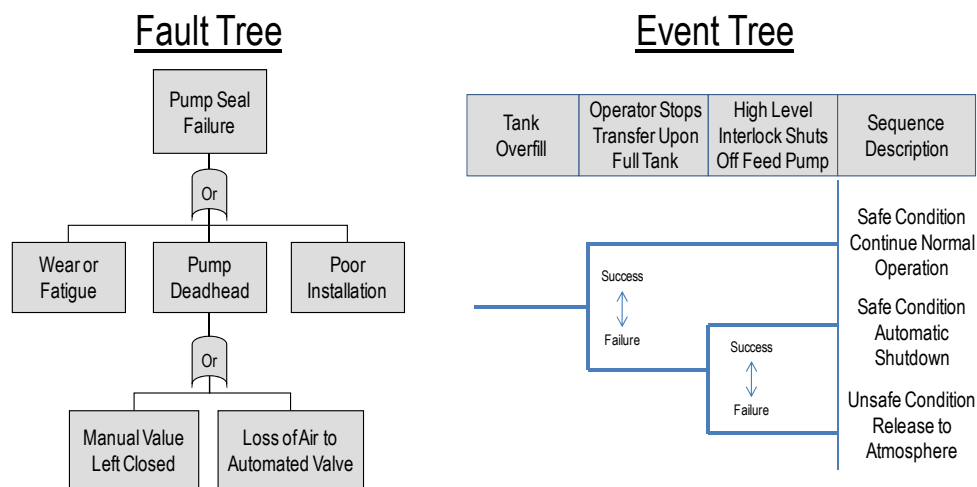 Fault Tree
Pump Seal
Failure
Or
Wear or
Fatigue
Pump
Deadhead
Poor
Installation
Or
Manual Value
Left Closed
Loss of Air to
Automated Valve
Event Tree
Tank
Overfill
Operator Stops
Transfer Upon
Full Tank
High Level
Interlock Shuts
Off Feed Pump
Sequence
Description
Success
Failure
Success
Failure
Safe Condition
Continue Normal
Operation
Safe Condition
Automatic
Shutdown
Unsafe Condition
Release to
Atmosphere